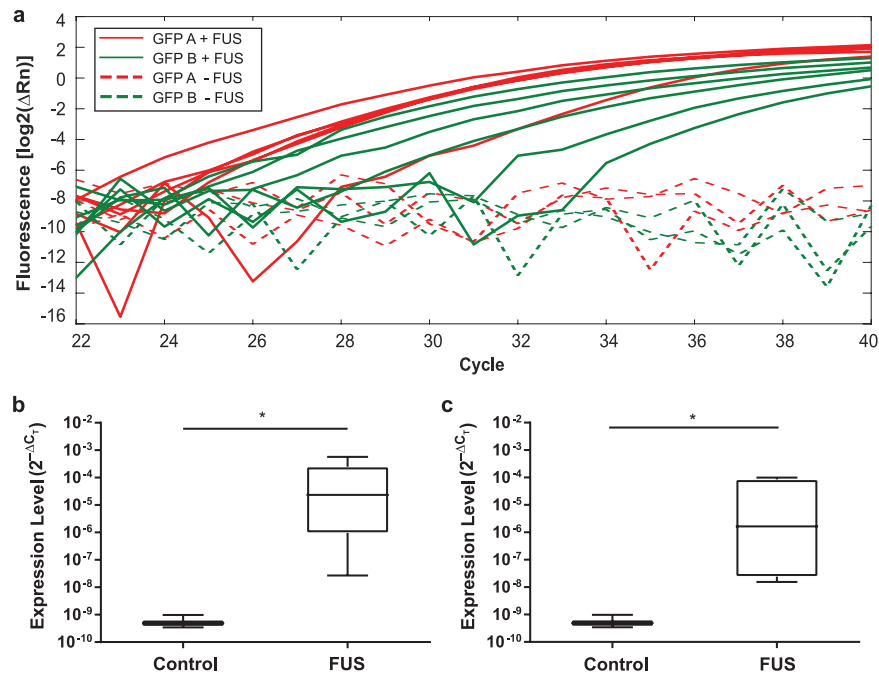 a
4
2
0
-2
-4
-6
-8
-10
-12
-14
-16
Fluorescence [log2(ΔRn)]
GFP A + FUS
GFP B + FUS
GFP A - FUS
GFP B - FUS
22 24 26 28 30 32 34 36 38 40
Cycle
b
*
10⁻²
10⁻³
10⁻⁴
10⁻⁵
10⁻⁶
10⁻⁷
10⁻⁸
10⁻⁹
10⁻¹⁰
Expression Level (2^-ΔC_T)
Control FUS
c
*
10⁻²
10⁻³
10⁻⁴
10⁻⁵
10⁻⁶
10⁻⁷
10⁻⁸
10⁻⁹
10⁻¹⁰
Expression Level (2^-ΔC_T)
Control FUS